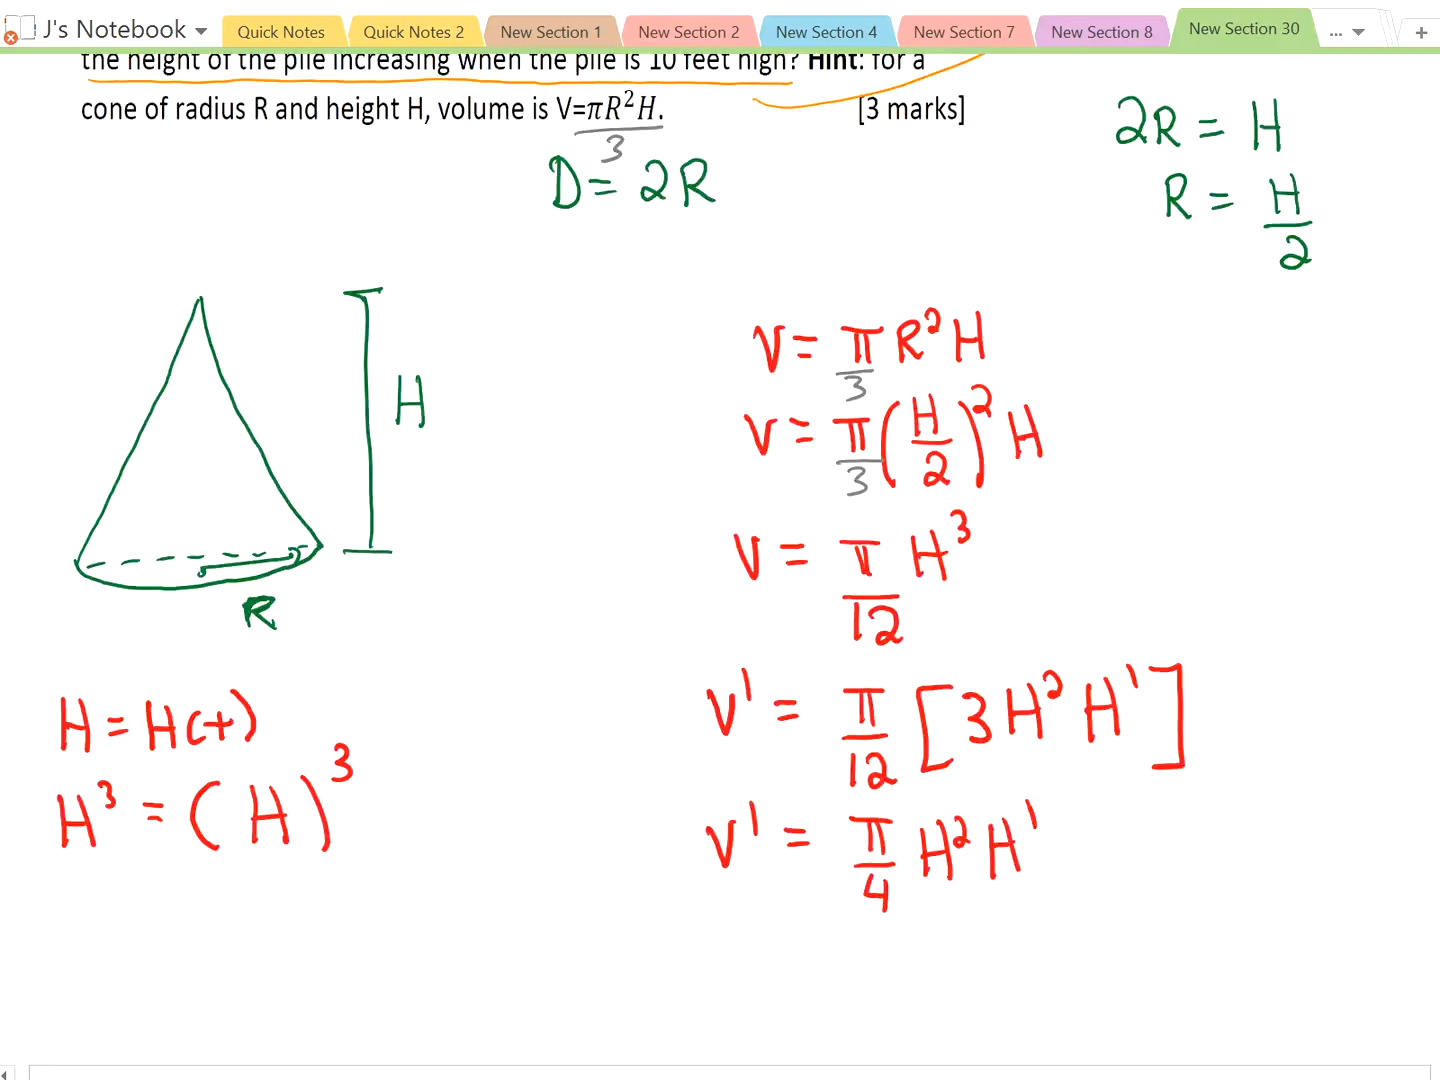 J's Notebook
Quick Notes
Quick Notes 2
New Section 1
New Section 2
New Section 4
New Section 7
New Section 8
New Section 30
...
+
the height of the pile increasing when the pile is 10 feet high? Hint: for a
cone of radius R and height H, volume is V=πR²H. [3 marks]
3
D = 2R
2R = H
R = H/2
H
R
V = π/3 R² H
V = π/3 (H/2)² H
V = π/12 H³
V' = π/12 [3H² H']
V' = π/4 H² H'
H = H(t)
H³ = (H)³